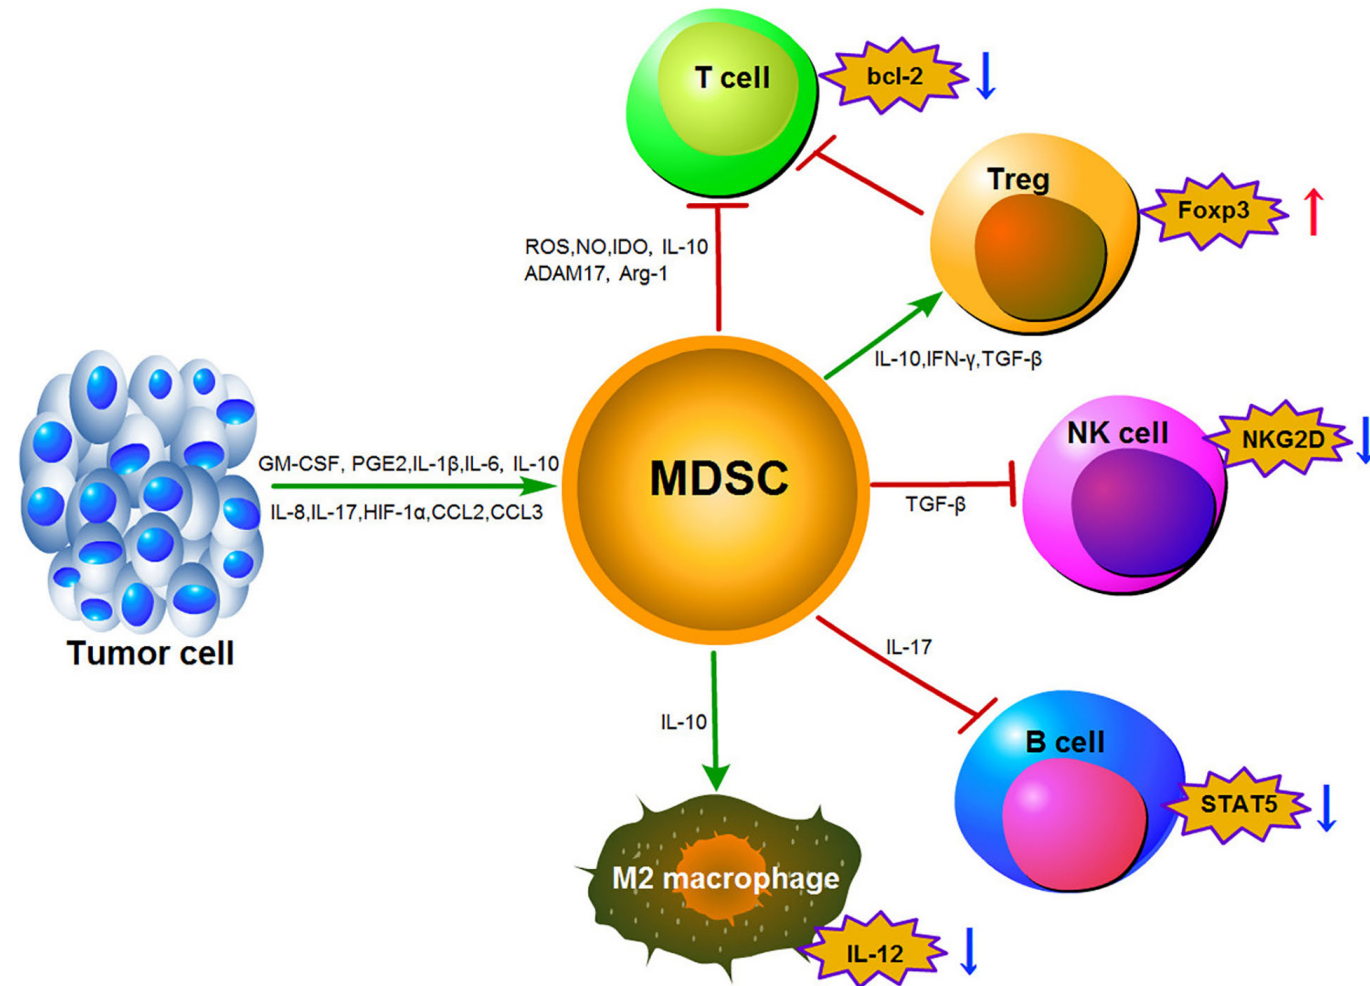 T cell
bcl-2
Treg
Foxp3
ROS,NO,IDO, IL-10
ADAM17, Arg-1
IL-10,IFN-γ,TGF-β
NK cell
NKG2D
GM-CSF, PGE2,IL-1β,IL-6, IL-10
MDSC
TGF-β
IL-8,IL-17,HIF-1α,CCL2,CCL3
Tumor cell
IL-17
IL-10
B cell
STAT5
M2 macrophage
IL-12